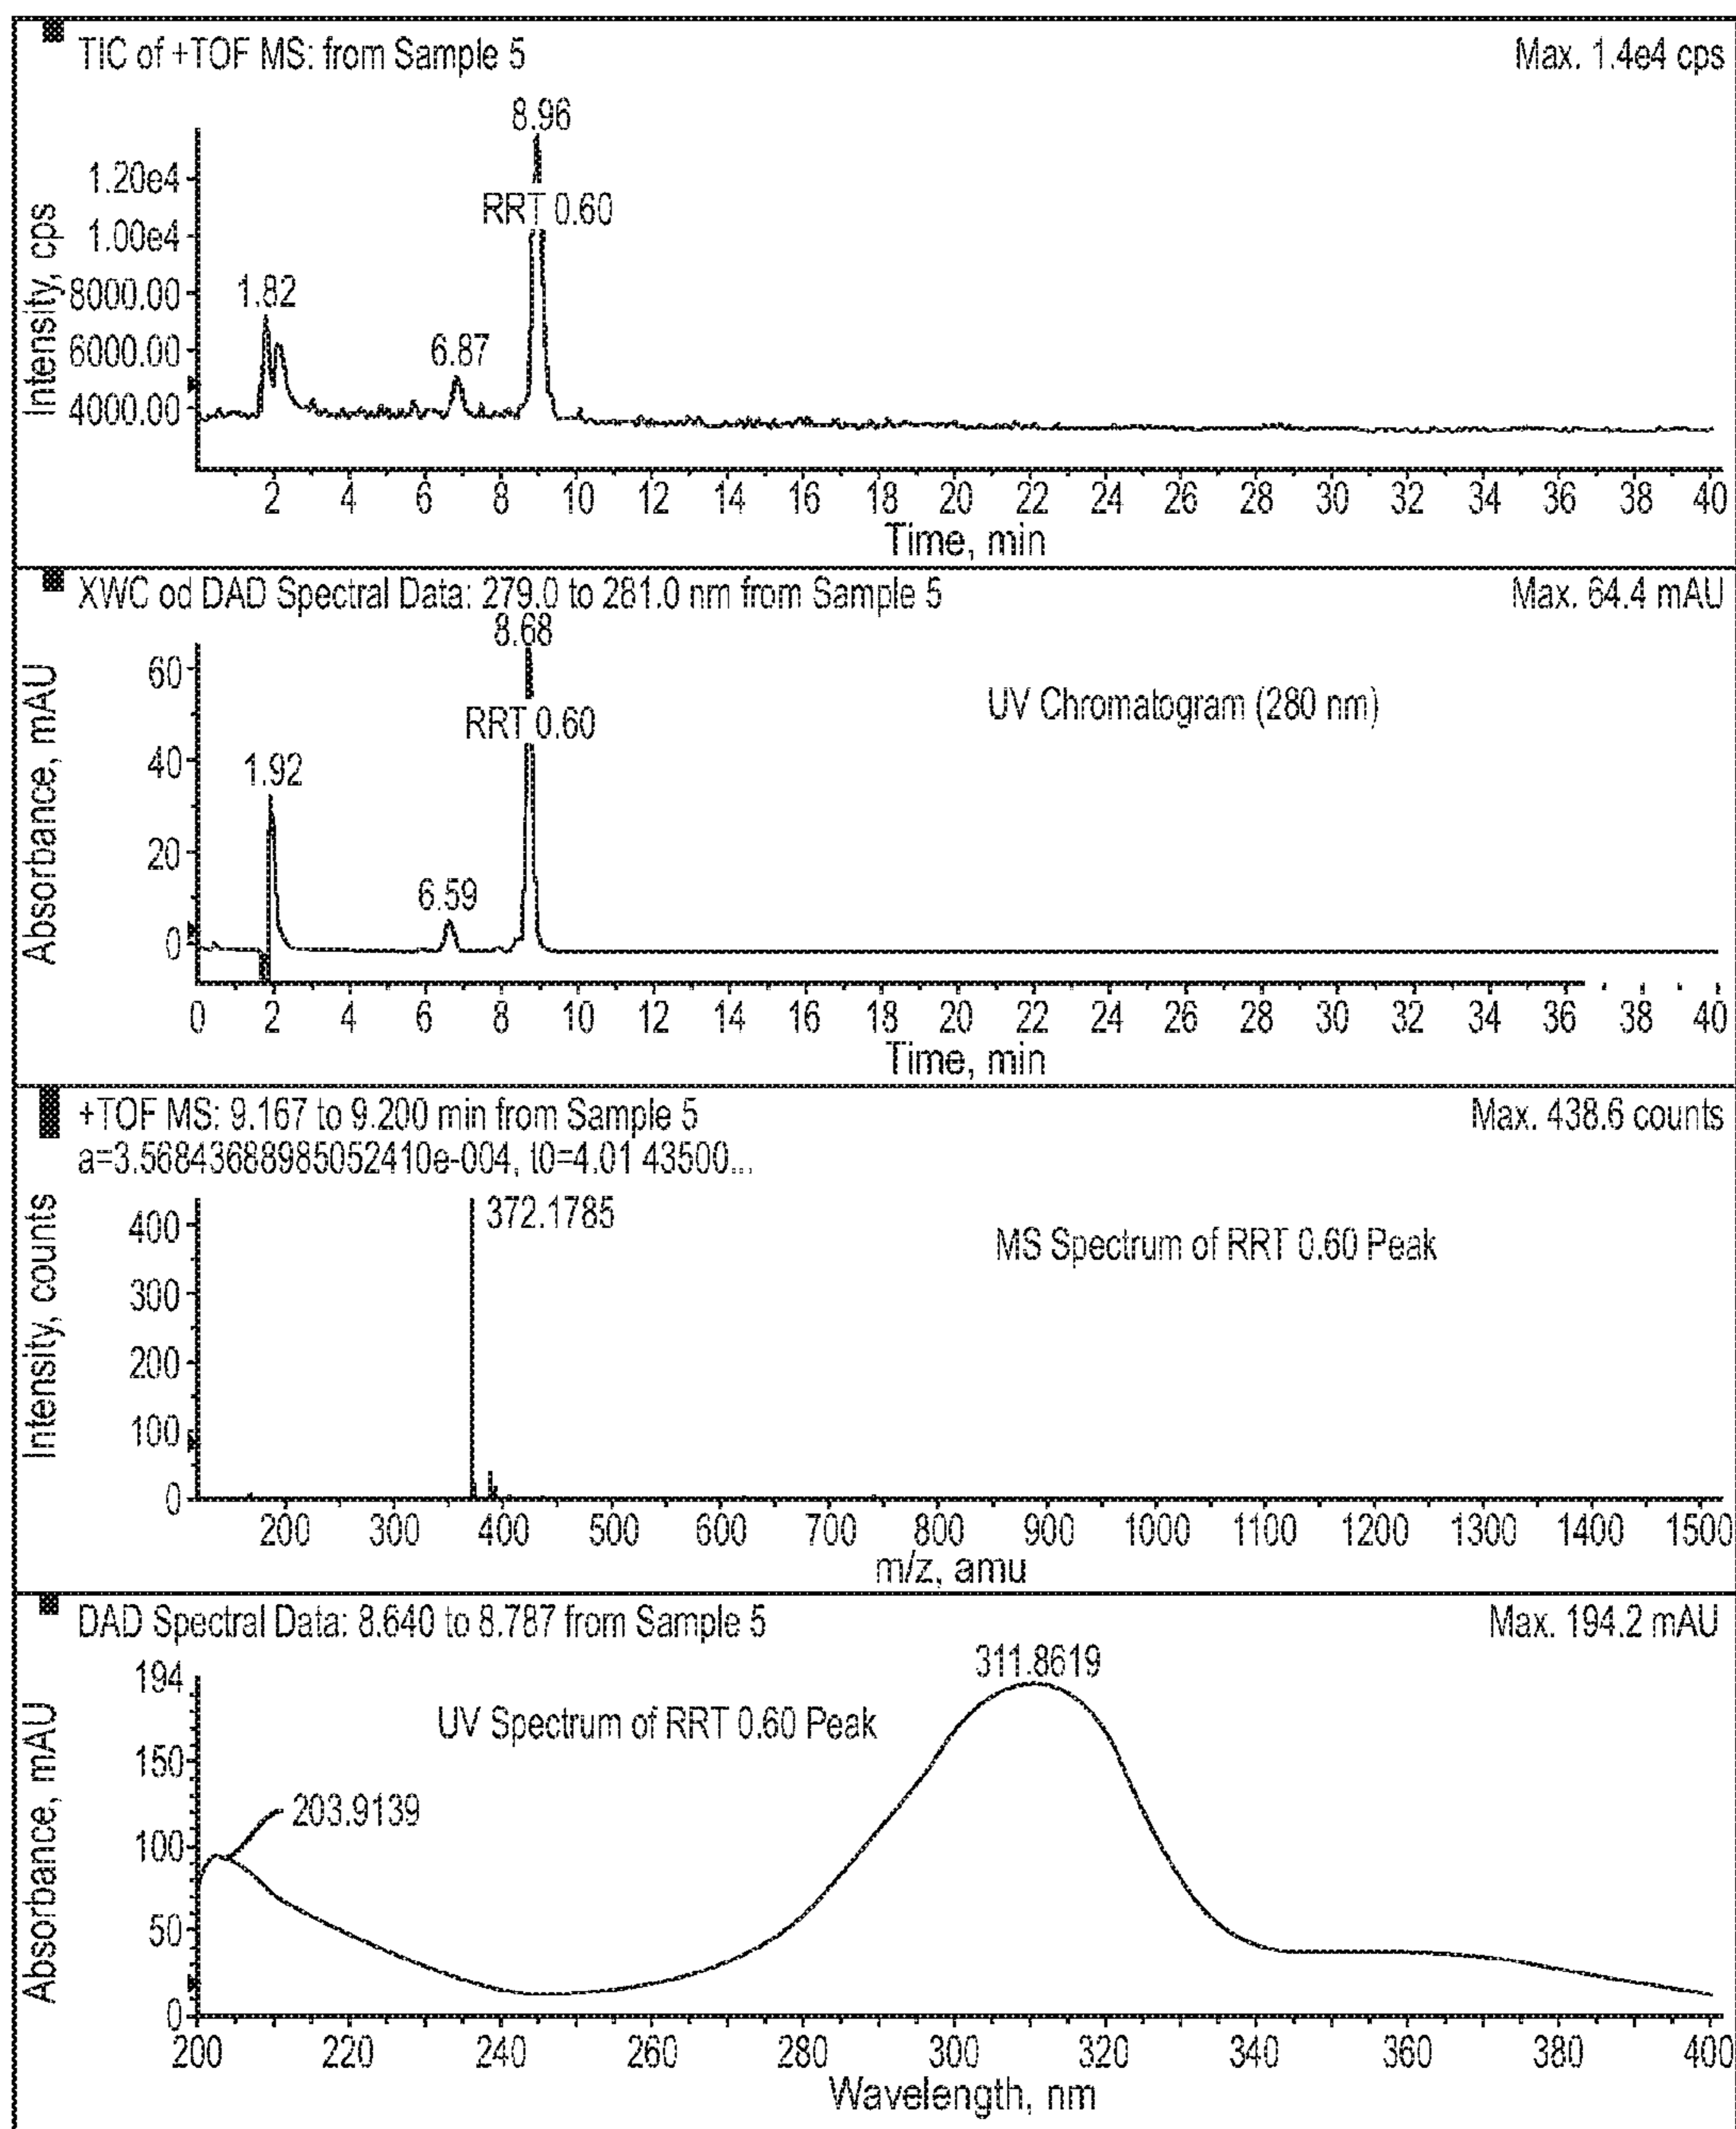 TIC of +TOF MS: from Sample 5
Max. 1.4e4 cps
8.96
1.20e4
RRT 0.60
1.00e4
1.82
8000.00
6.87
6000.00
4000.00
Intensity, cps
2 4 6 8 10 12 14 16 18 20 22 24 26 28 30 32 34 36 38 40
Time, min
XWC od DAD Spectral Data: 279.0 to 281.0 nm from Sample 5
Max. 64.4 mAU
8.68
60
UV Chromatogram (280 nm)
RRT 0.60
40
1.92
20
6.59
0
Absorbance, mAU
0 2 4 6 8 10 12 14 16 18 20 22 24 26 28 30 32 34 36 38 40
Time, min
+TOF MS: 9.167 to 9.200 min from Sample 5
Max. 438.6 counts
a=3.56843688985052410e-004, t0=4.01 43500...
372.1785
400
MS Spectrum of RRT 0.60 Peak
300
200
100
0
Intensity, counts
200 300 400 500 600 700 800 900 1000 1100 1200 1300 1400 1500
m/z, amu
DAD Spectral Data: 8.640 to 8.787 from Sample 5
Max. 194.2 mAU
311.8619
194
UV Spectrum of RRT 0.60 Peak
150
203.9139
100
50
0
Absorbance, mAU
200 220 240 260 280 300 320 340 360 380 400
Wavelength, nm